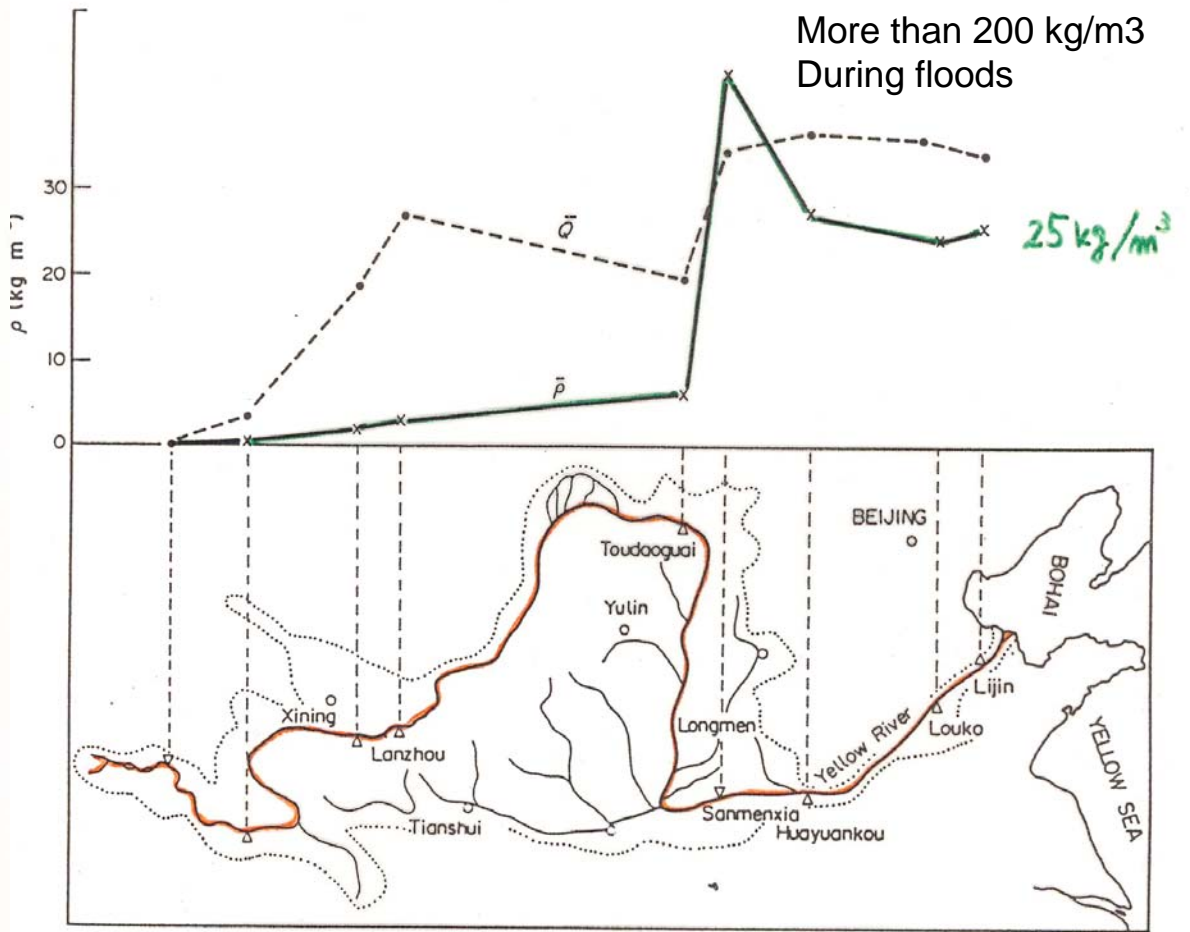 More than 200 kg/m3
During floods
30
20
10
0
ρ (kg m
Q̄
ρ̄
25 kg/m³
BEIJING
BOHAI
Toudaoguai
Yulin
Xining
Lanzhou
Longmen
Yellow River
Lijin
Louko
YELLOW SEA
Sanmenxia
Huayuankou
Tianshui